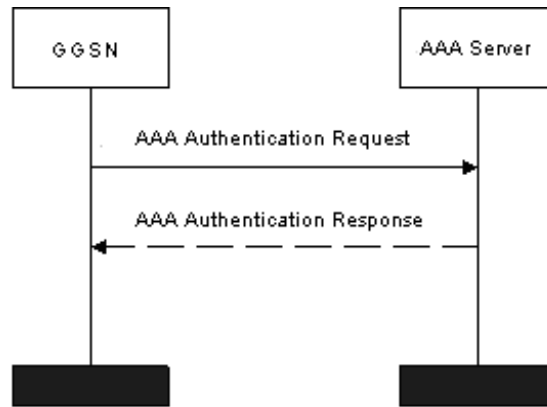 GGSN
AAA Server
AAA Authentication Request
AAA Authentication Response